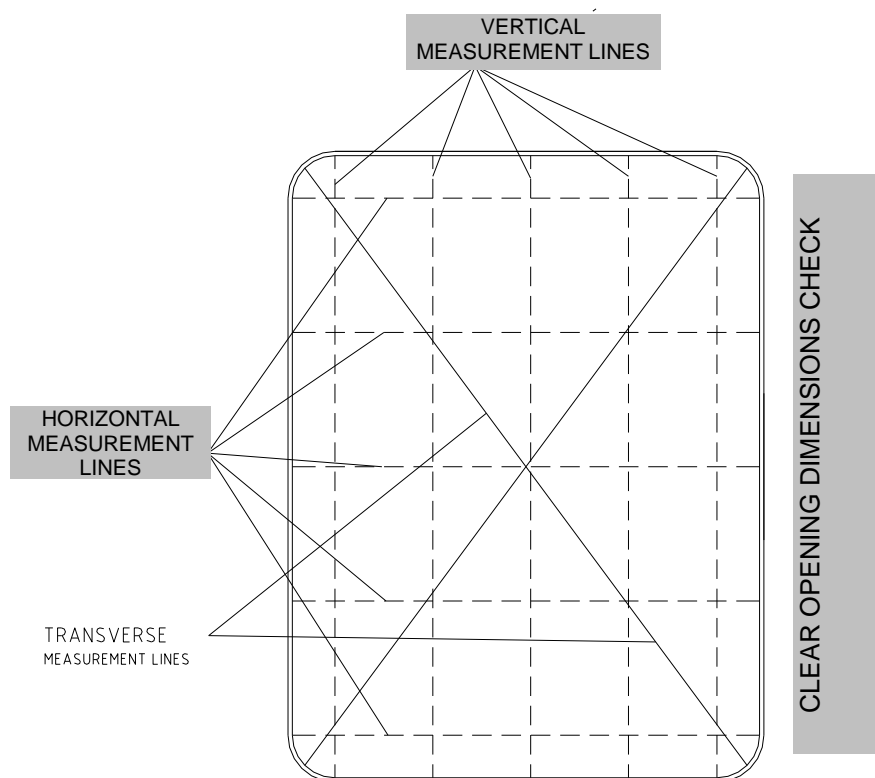 VERTICAL
MEASUREMENT LINES
HORIZONTAL
MEASUREMENT
LINES
TRANSVERSE
MEASUREMENT LINES
CLEAR OPENING DIMENSIONS CHECK